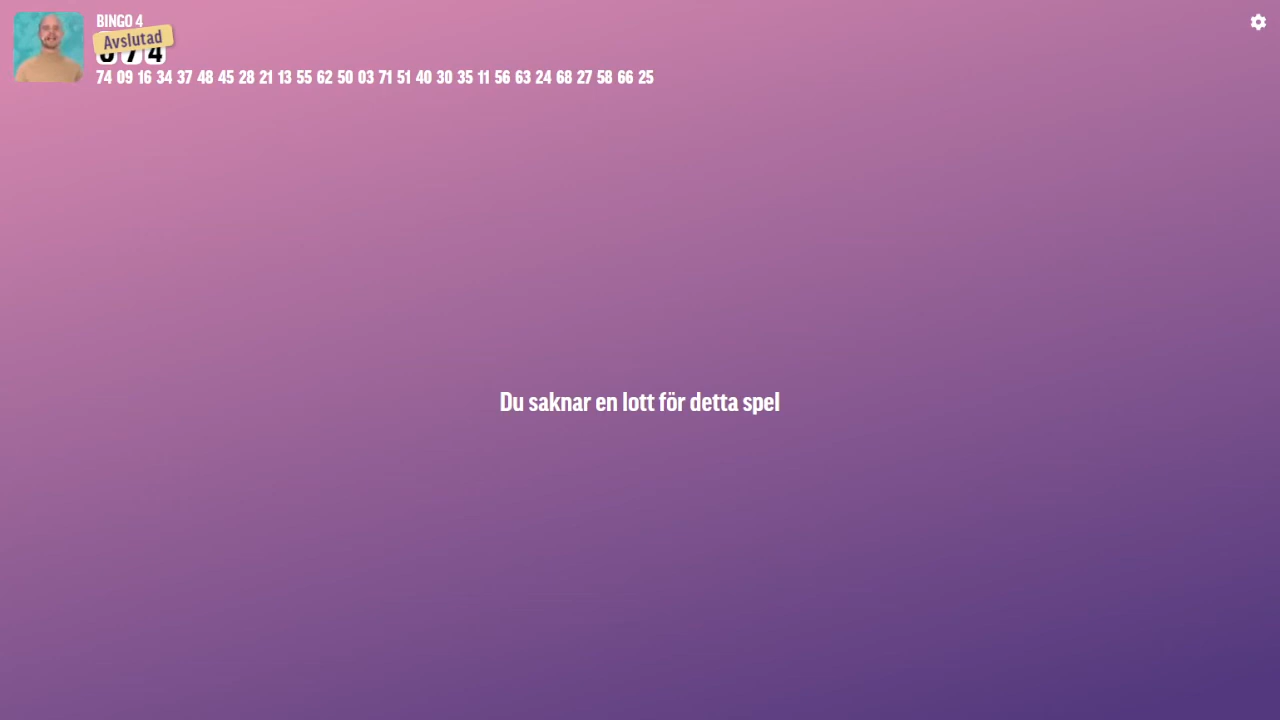 BINGO 4
Avslutad
7 4
74 09 16 34 37 48 45 28 21 13 55 62 50 03 71 51 40 30 35 11 56 63 24 68 27 58 66 25
Du saknar en lott för detta spel